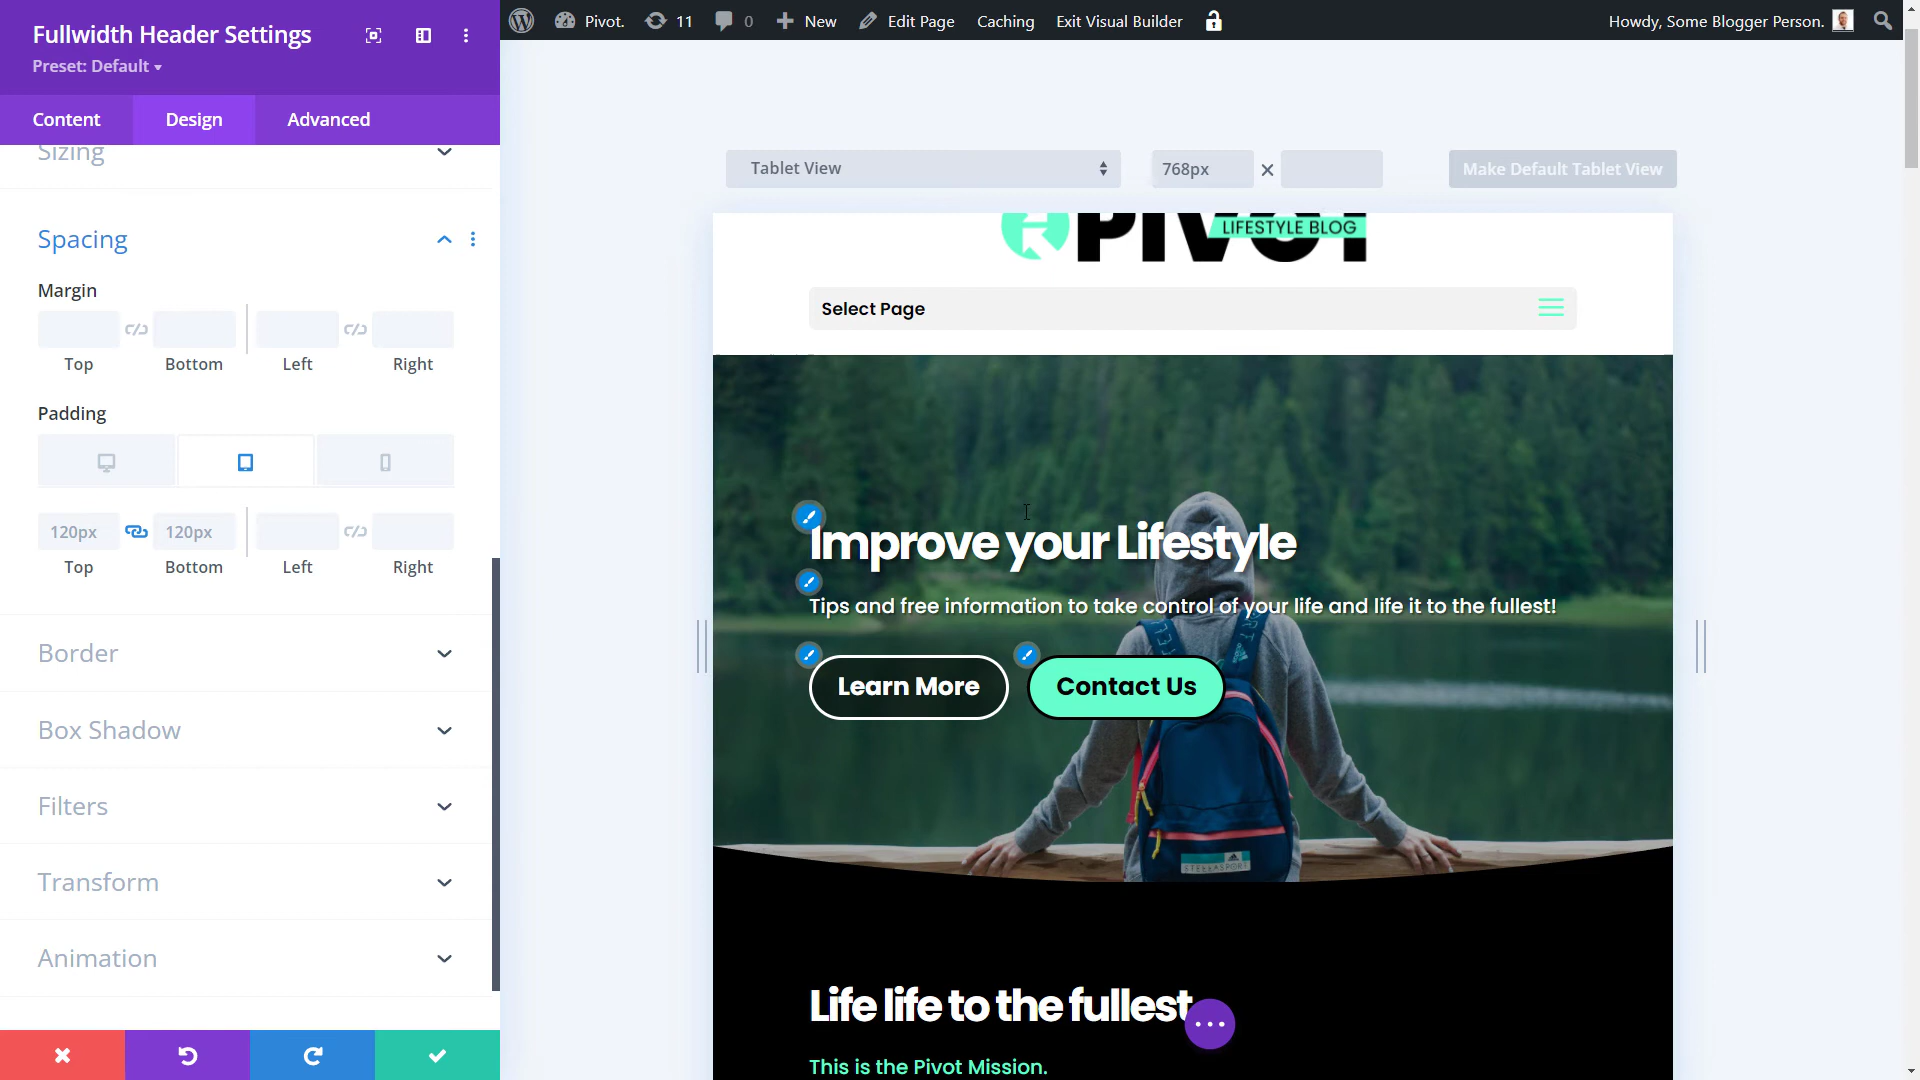 Fullwidth Header Settings
Preset: Default
Content
Design
Advanced
Sizing
Spacing
Margin
Top
Bottom
Left
Right
Padding
120px
120px
Top
Bottom
Left
Right
Border
Box Shadow
Filters
Transform
Animation
Pivot.
11
0
New
Edit Page
Caching
Exit Visual Builder
Howdy, Some Blogger Person.
Tablet View
768px
Make Default Tablet View
PIVOT
LIFESTYLE BLOG
Select Page
Improve your Lifestyle
Tips and free information to take control of your life and life it to the fullest!
Learn More
Contact Us
STELLASPORT
Life life to the fullest
This is the Pivot Mission.